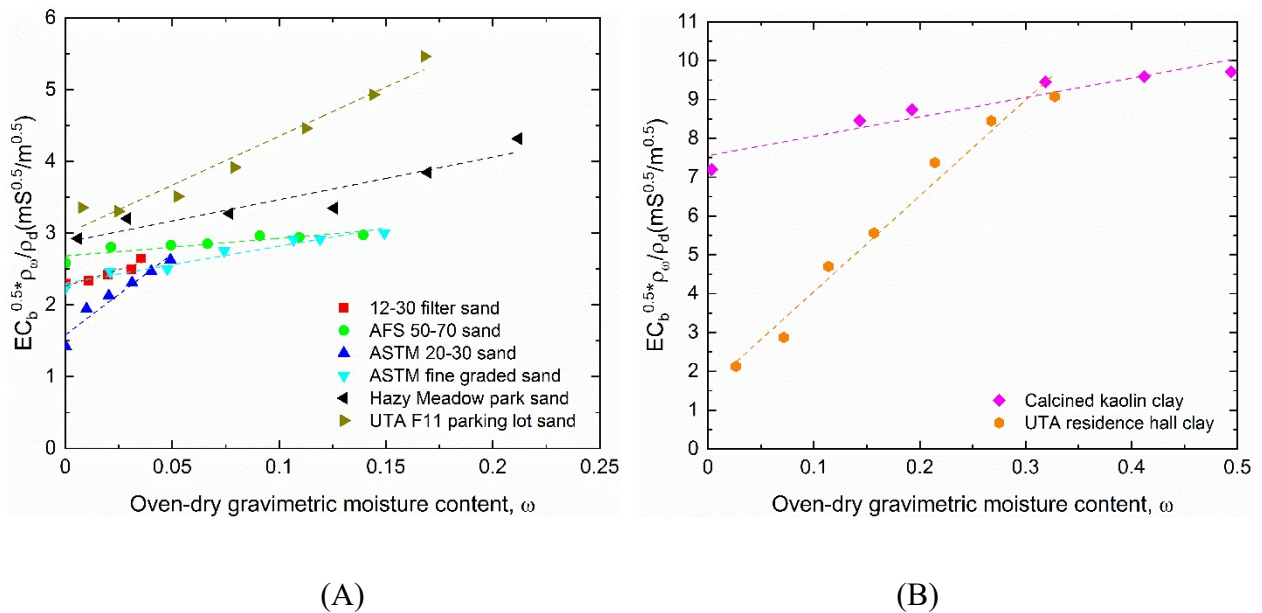 6
5
4
3
2
1
0
0
0.05
0.10
0.15
0.20
0.25
EC_b^0.5*ρ_ω/ρ_d(mS^0.5/m^0.5)
Oven-dry gravimetric moisture content, ω
12-30 filter sand
AFS 50-70 sand
ASTM 20-30 sand
ASTM fine graded sand
Hazy Meadow park sand
UTA F11 parking lot sand
(A)
11
10
9
8
7
6
5
4
3
2
1
0
0
0.1
0.2
0.3
0.4
0.5
EC_b^0.5*ρ_ω/ρ_d(mS^0.5/m^0.5)
Oven-dry gravimetric moisture content, ω
Calcined kaolin clay
UTA residence hall clay
(B)